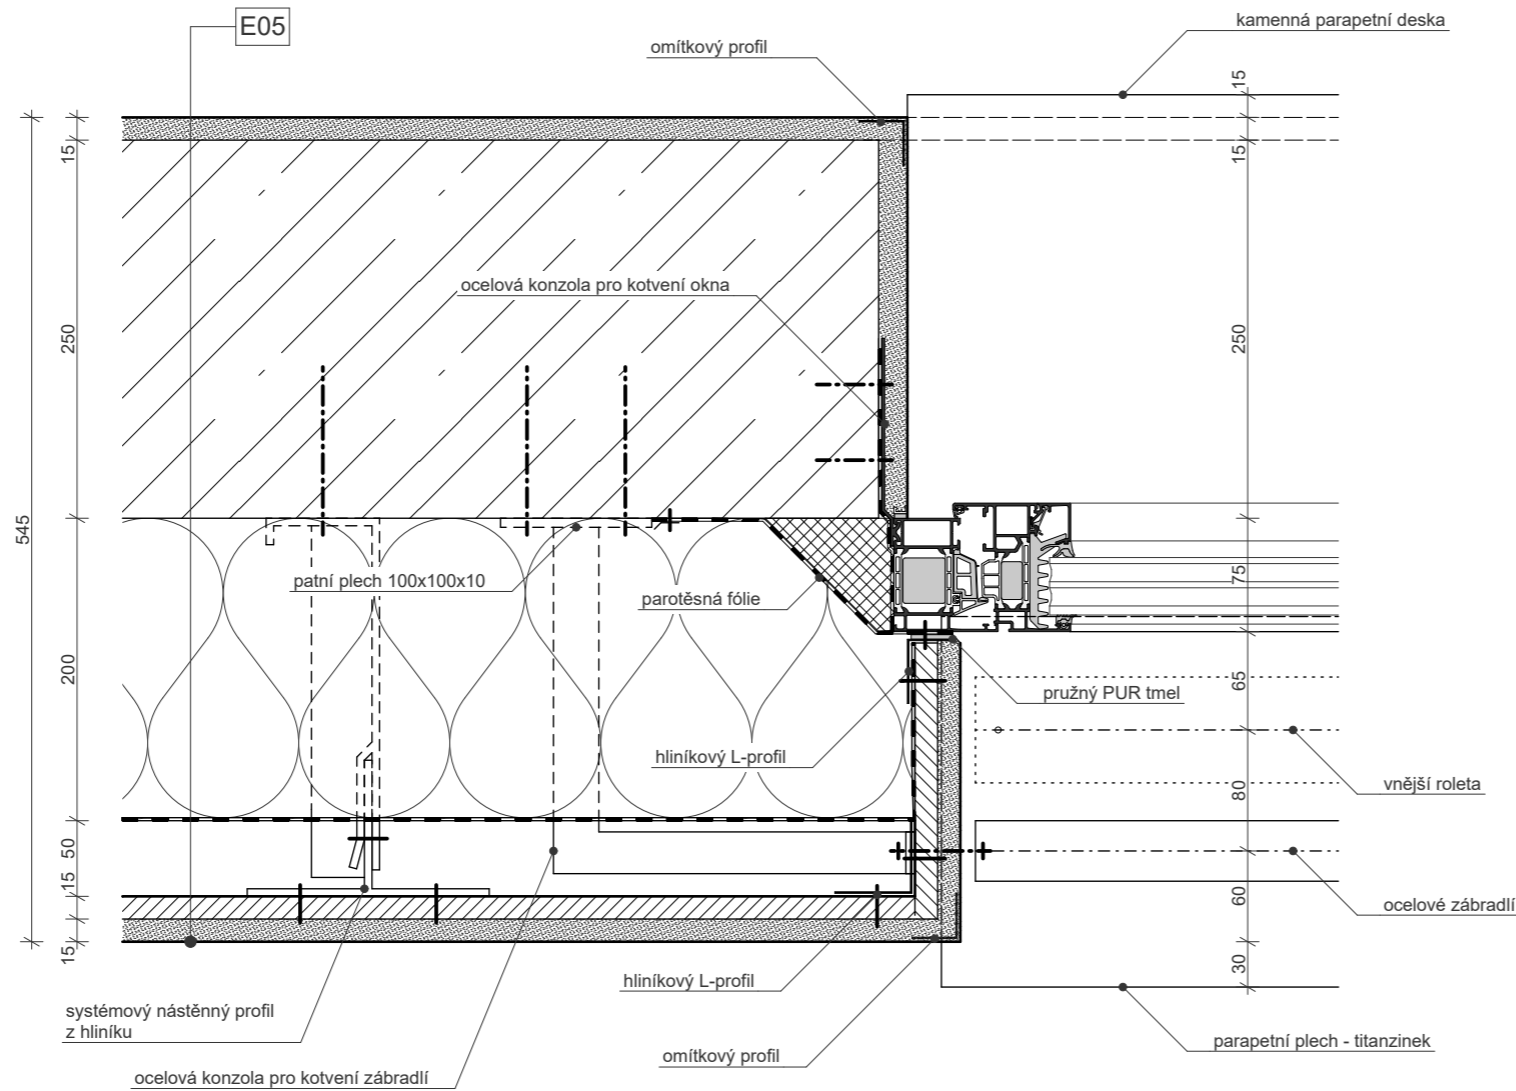 E05
omítkový profil
kamenná parapetní deska
15
15
15
250
250
545
ocelová konzola pro kotvení okna
patní plech 100x100x10
parotěsná fólie
75
200
65
pružný PUR tmel
hliníkový L-profil
vnější roleta
80
50
15
15
60
ocelové zábradlí
30
hliníkový L-profil
systémový nástěnný profil
z hliníku
omítkový profil
parapetní plech - titanzinek
ocelová konzola pro kotvení zábradlí